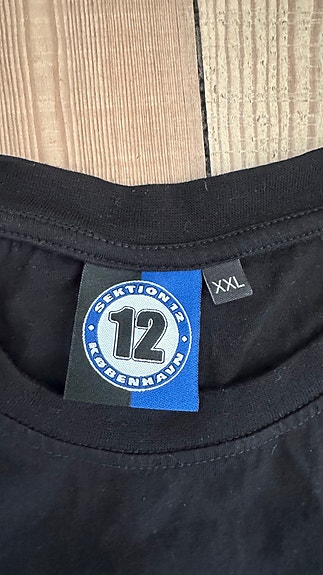 SEKTION 12
12
KØBENHAVN
XXL